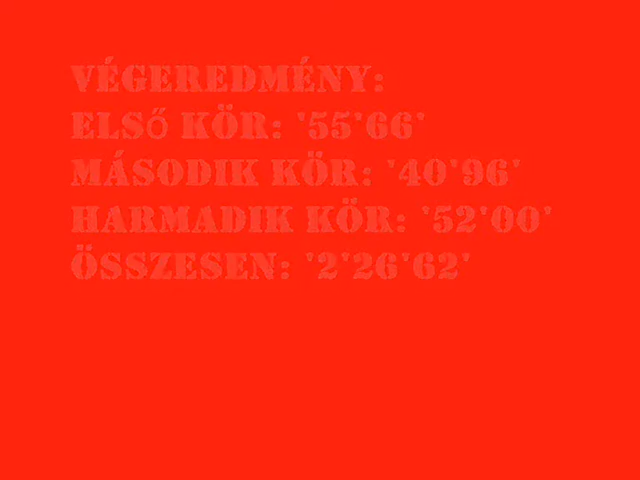 VÉGEREDMÉNY:
ELSŐ KÖR: '55'66'
MÁSODIK KÖR: '40'96'
HARMADIK KÖR: '52'00'
ÖSSZESEN: '2'26'62'